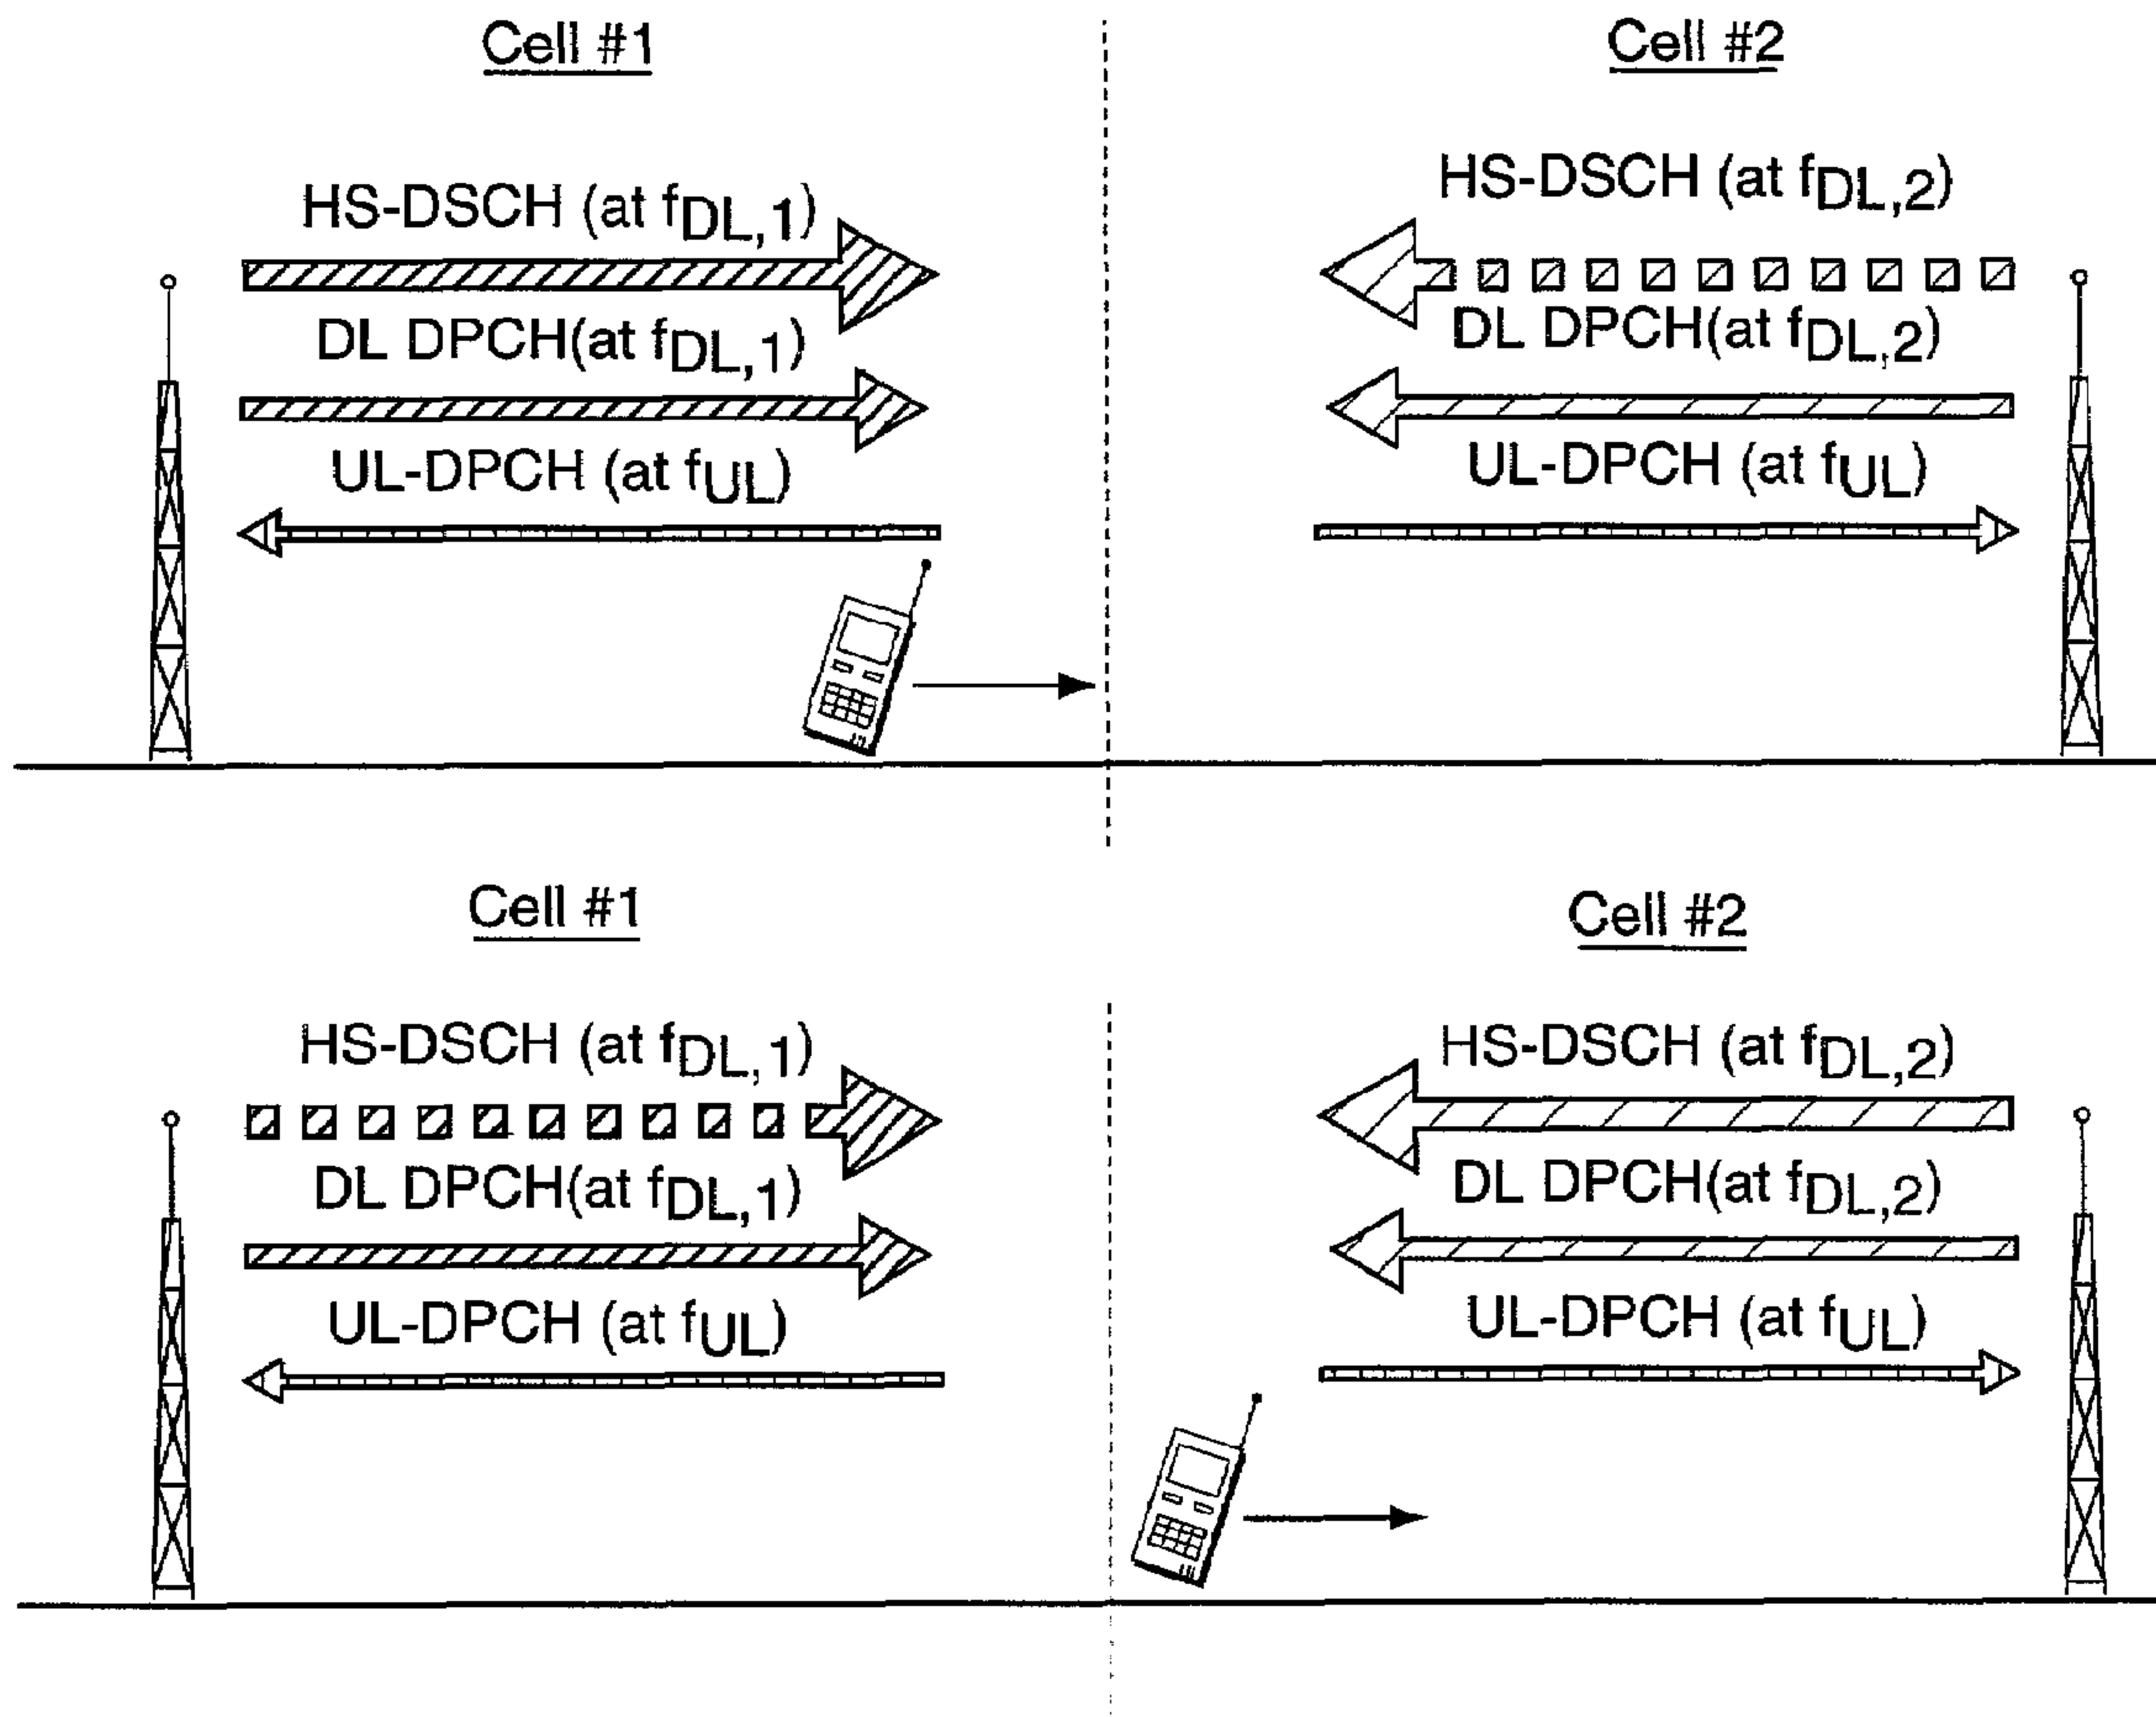 Cell #1
Cell #2
HS-DSCH (at fDL,1)
HS-DSCH (at fDL,2)
DL DPCH(at fDL,1)
DL DPCH(at fDL,2)
UL-DPCH (at fUL)
UL-DPCH (at fUL)
Cell #1
Cell #2
HS-DSCH (at fDL,1)
HS-DSCH (at fDL,2)
DL DPCH(at fDL,1)
DL DPCH(at fDL,2)
UL-DPCH (at fUL)
UL-DPCH (at fUL)